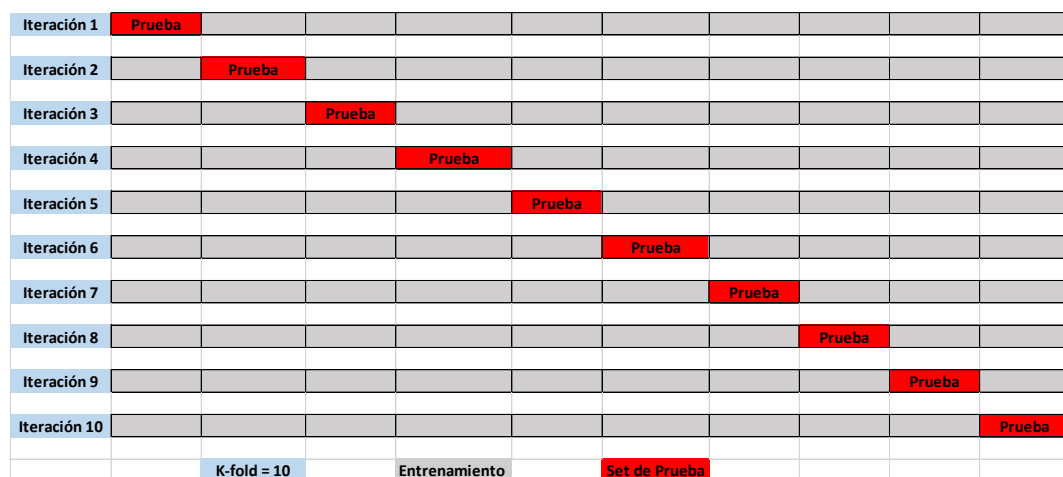 Iteración 1 Prueba
Iteración 2 Prueba
Iteración 3 Prueba
Iteración 4 Prueba
Iteración 5 Prueba
Iteración 6 Prueba
Iteración 7 Prueba
Iteración 8 Prueba
Iteración 9 Prueba
Iteración 10 Prueba
K-fold = 10 Entrenamiento Set de Prueba